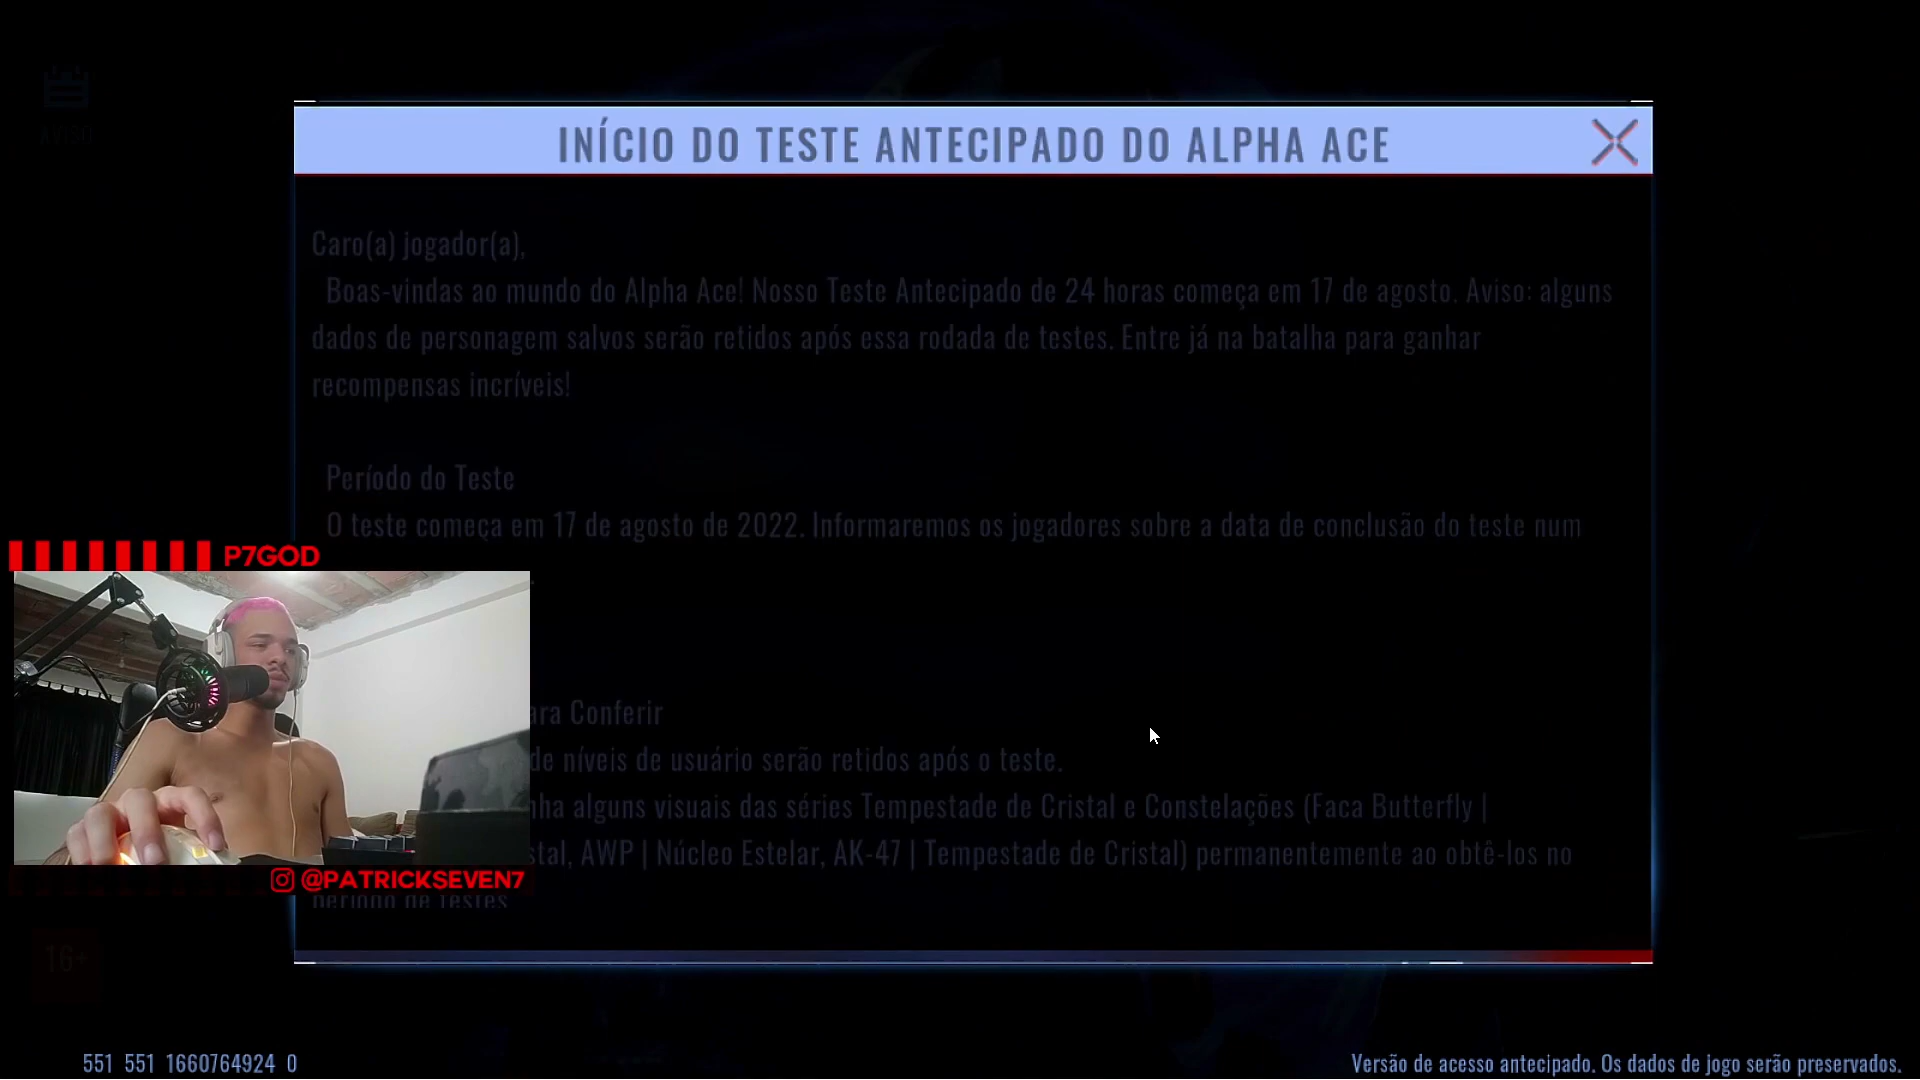 AVISO
INÍCIO DO TESTE ANTECIPADO DO ALPHA ACE
Caro(a) jogador(a),
Boas-vindas ao mundo do Alpha Ace! Nosso Teste Antecipado de 24 horas começa em 17 de agosto. Aviso: alguns
dados de personagem salvos serão retidos após essa rodada de testes. Entre já na batalha para ganhar
recompensas incríveis!
Período do Teste
O teste começa em 17 de agosto de 2022. Informaremos os jogadores sobre a data de conclusão do teste num
P7GOD
Conferir
de níveis de usuário serão retidos após o teste.
alguns visuais das séries Tempestade de Cristal e Constelações (Faca Butterfly |
AWP | Núcleo Estelar, AK-47 | Tempestade de Cristal) permanentemente ao obtê-los no
@PATRICKSEVEN7
período de testes
16+
551 551 1660764924 0
Versão de acesso antecipado. Os dados de jogo serão preservados.